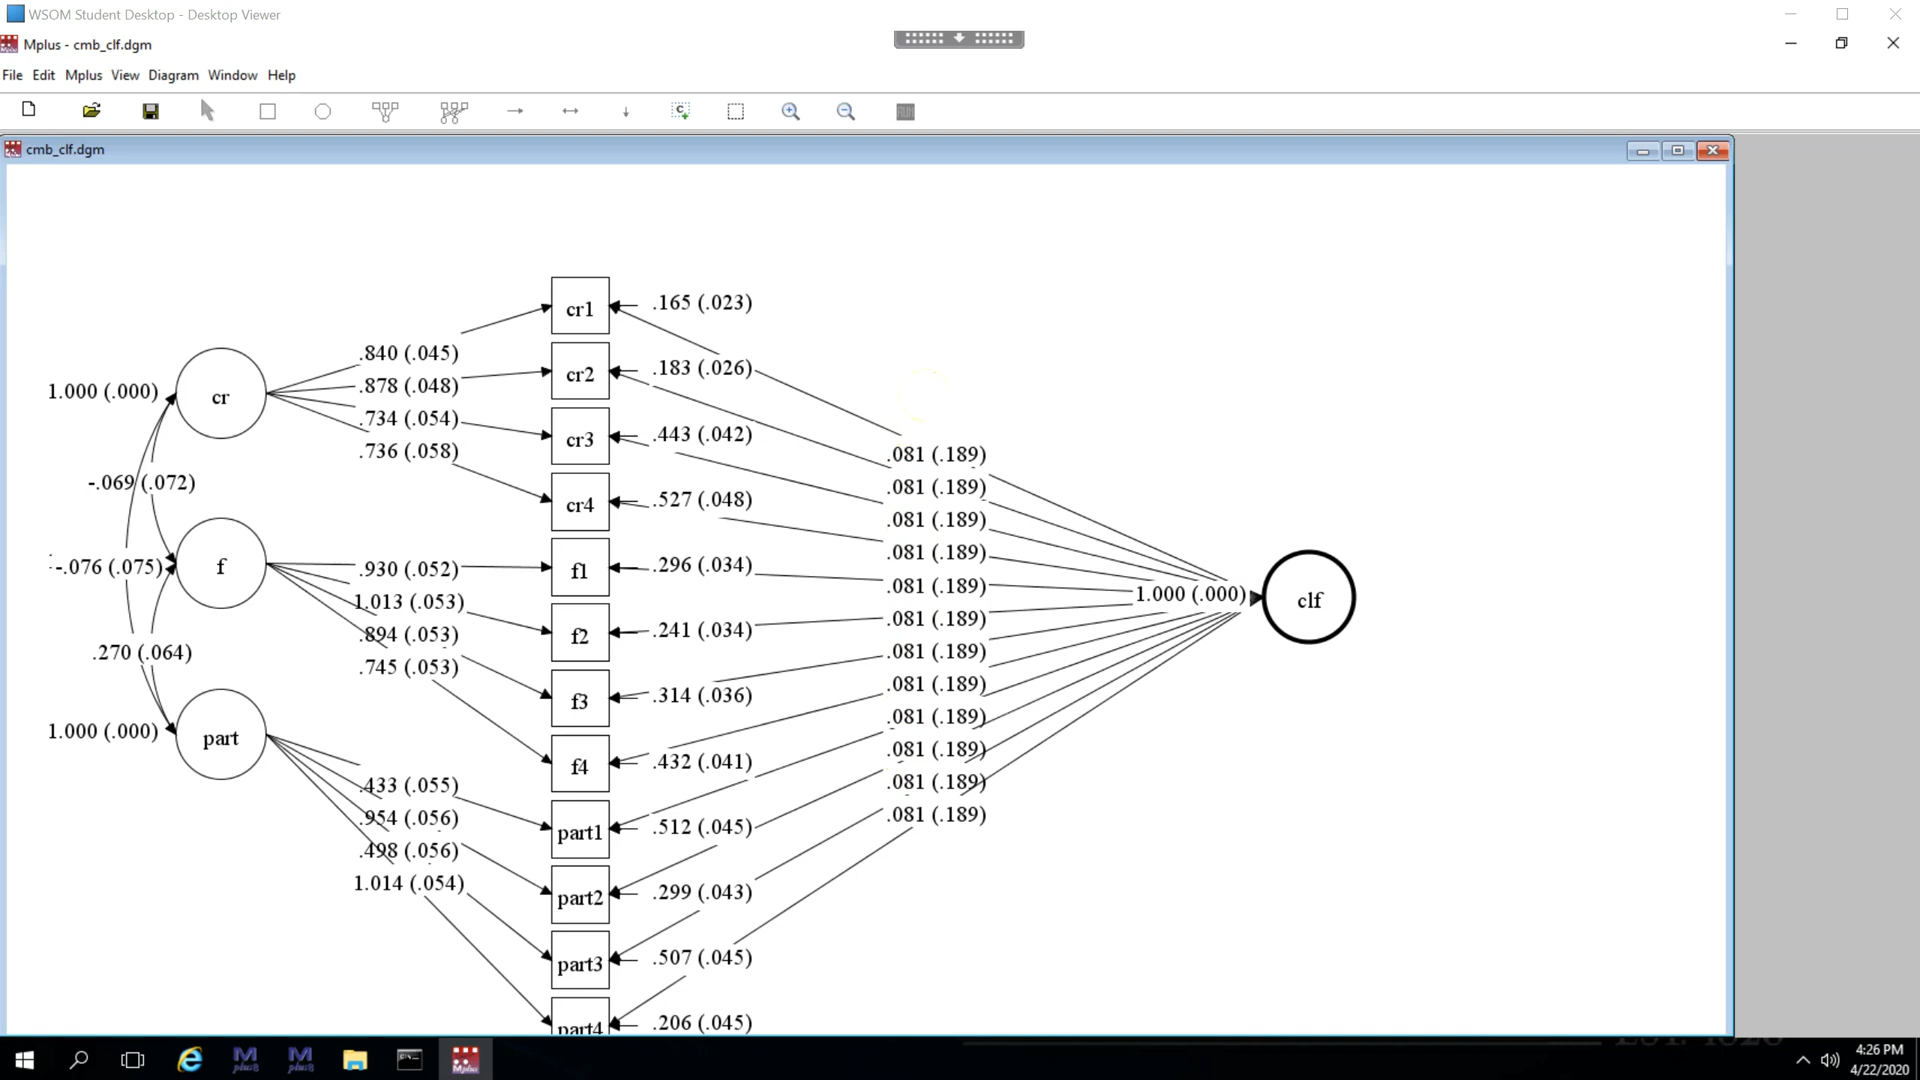 WSOM Student Desktop - Desktop Viewer
Mplus - cmb_clf.dgm
File Edit Mplus View Diagram Window Help
cmb_clf.dgm
cr1
.165 (.023)
.840 (.045)
cr2
.183 (.026)
1.000 (.000)
cr
.878 (.048)
.734 (.054)
cr3
.443 (.042)
.736 (.058)
.081 (.189)
-.069 (.072)
cr4
.527 (.048)
.081 (.189)
.081 (.189)
.081 (.189)
-.076 (.075)
f
.930 (.052)
f1
.296 (.034)
.081 (.189)
1.000 (.000)
clf
1.013 (.053)
f2
.241 (.034)
.081 (.189)
.894 (.053)
.270 (.064)
.745 (.053)
.081 (.189)
f3
.314 (.036)
.081 (.189)
1.000 (.000)
part
.081 (.189)
f4
.432 (.041)
.081 (.189)
.433 (.055)
.081 (.189)
.954 (.056)
part1
.512 (.045)
.081 (.189)
.498 (.056)
1.014 (.054)
part2
.299 (.043)
part3
.507 (.045)
part4
.206 (.045)
4:26 PM
4/22/2020